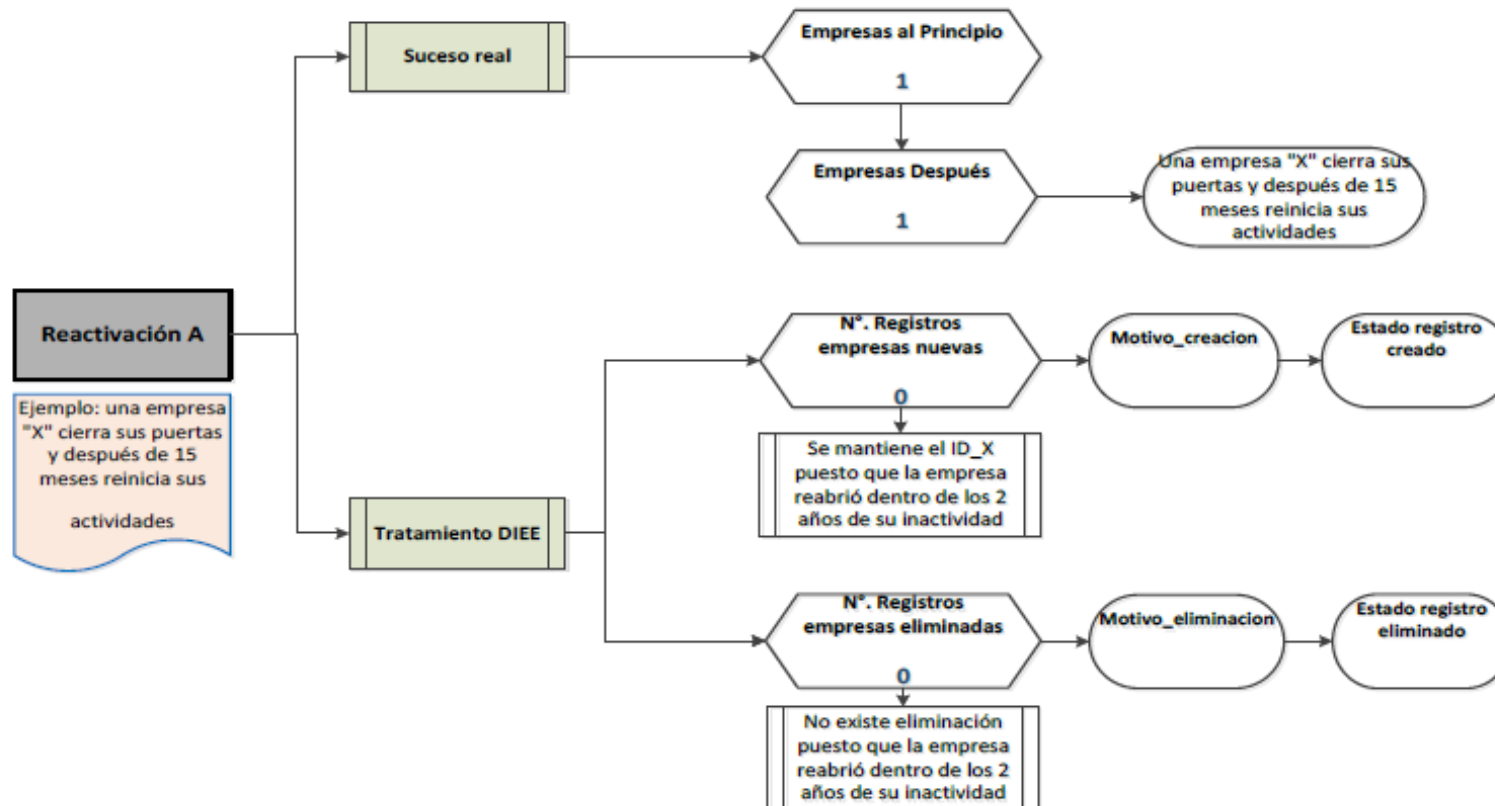 Suceso real
Empresas al Principio
1
Empresas Después
1
Una empresa "X" cierra sus
puertas y después de 15
meses reinicia sus
actividades
Reactivación A
Ejemplo: una empresa
"X" cierra sus puertas
y después de 15
meses reinicia sus
actividades
Tratamiento DIEE
N°. Registros
empresas nuevas
0
Motivo_creacion
Estado registro
creado
Se mantiene el ID_X
puesto que la empresa
reabrió dentro de los 2
años de su inactividad
N°. Registros
empresas eliminadas
0
Motivo_eliminacion
Estado registro
eliminado
No existe eliminación
puesto que la empresa
reabrió dentro de los 2
años de su inactividad